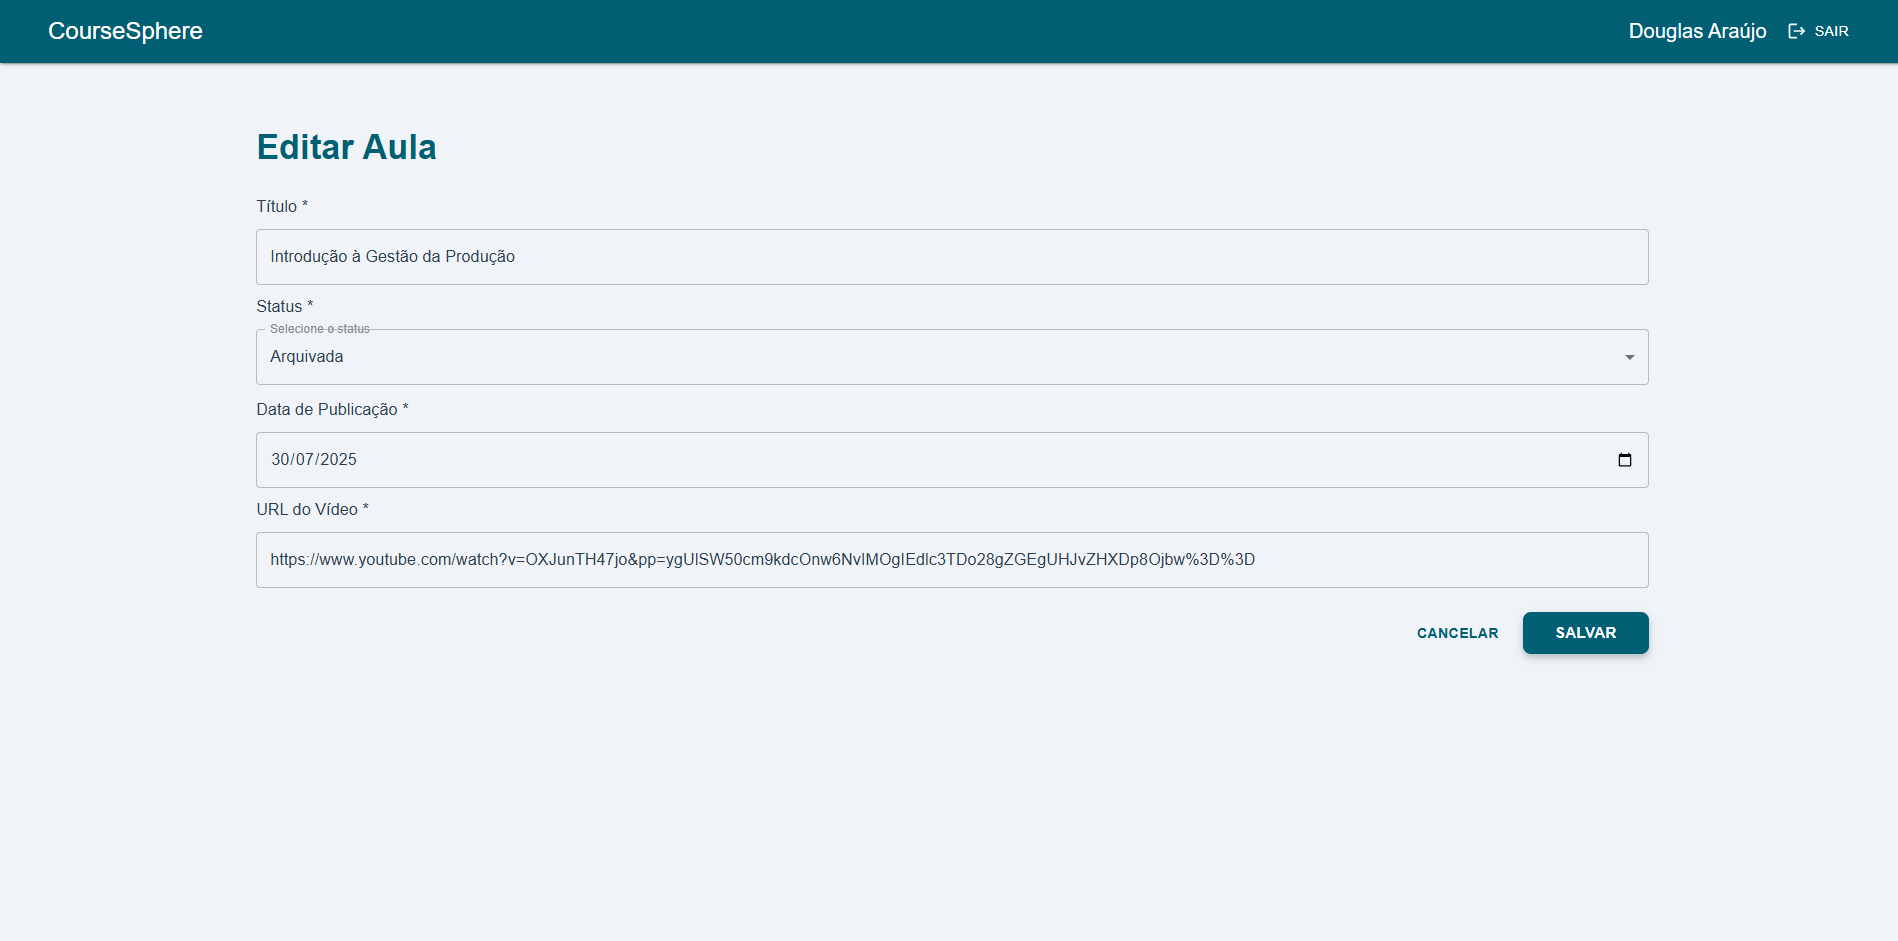 CourseSphere
Douglas Araújo
SAIR
Editar Aula
Título *
Introdução à Gestão da Produção
Status *
Selecione o status
Arquivada
Data de Publicação *
30/07/2025
URL do Vídeo *
https://www.youtube.com/watch?v=OXJunTH47jo&pp=ygUlSW50cm9kdcOnw6NvIMOgIEdlc3TDo28gZGEgUHJvZHXDp8Ojbw%3D%3D
CANCELAR
SALVAR